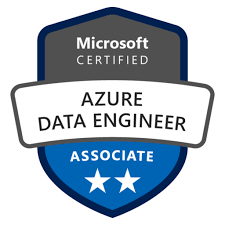 Microsoft
CERTIFIED
AZURE
DATA ENGINEER
ASSOCIATE